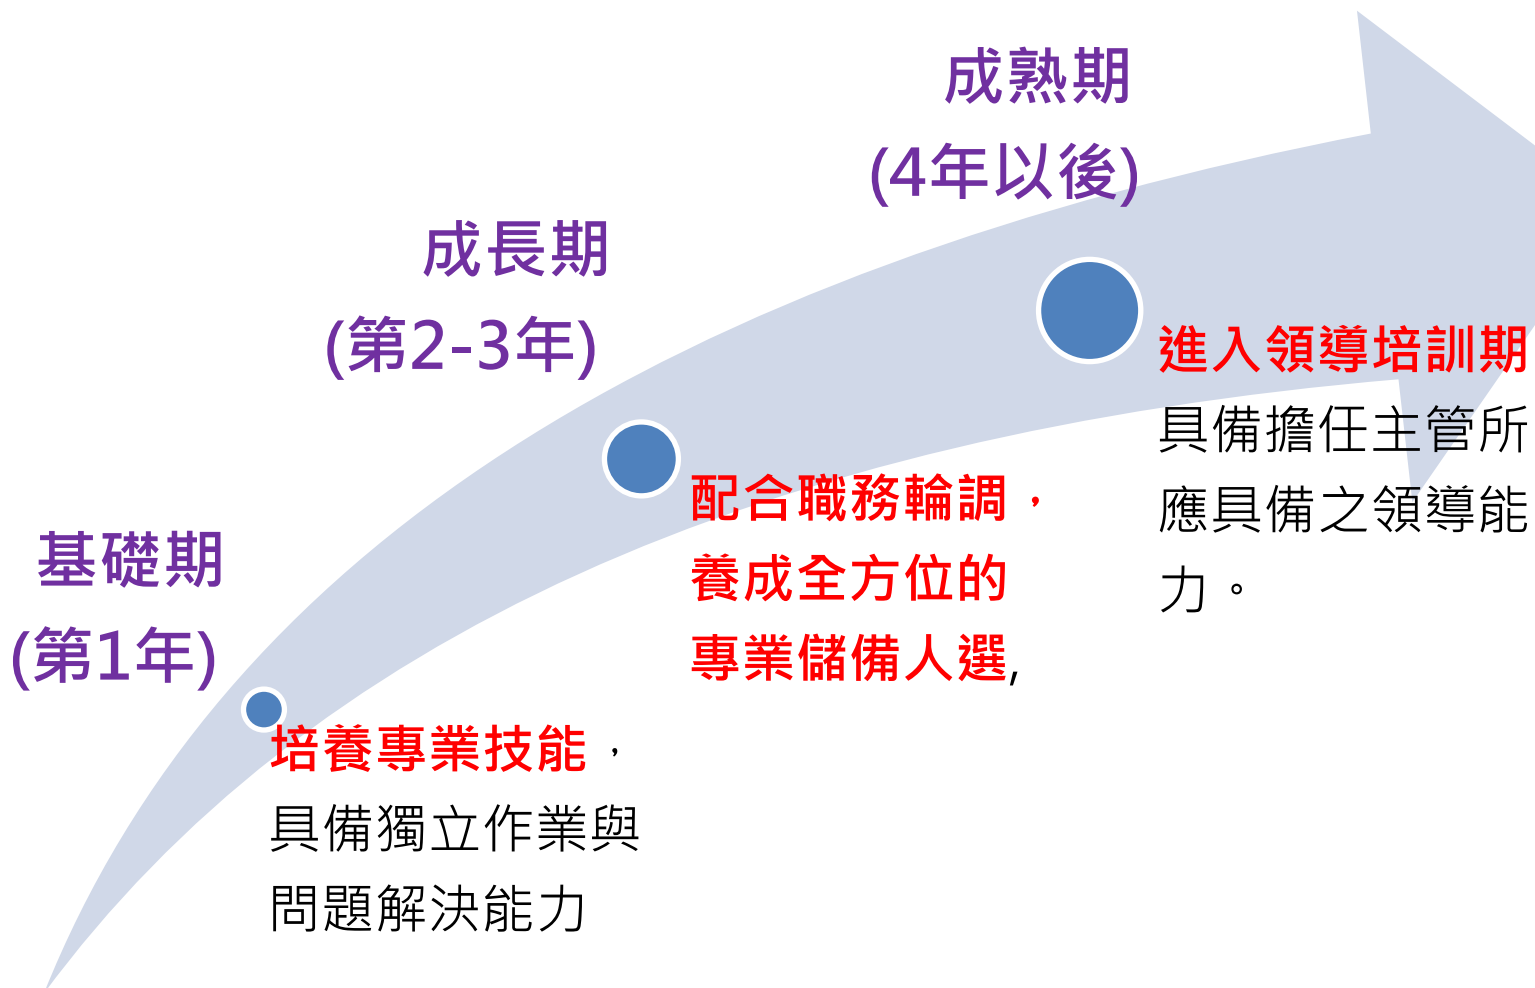 基礎期
(第1年)
培養專業技能，
具備獨立作業與
問題解決能力
成長期
(第2-3年)
配合職務輪調，
養成全方位的
專業儲備人選,
成熟期
(4年以後)
進入領導培訓期
具備擔任主管所
應具備之領導能
力。